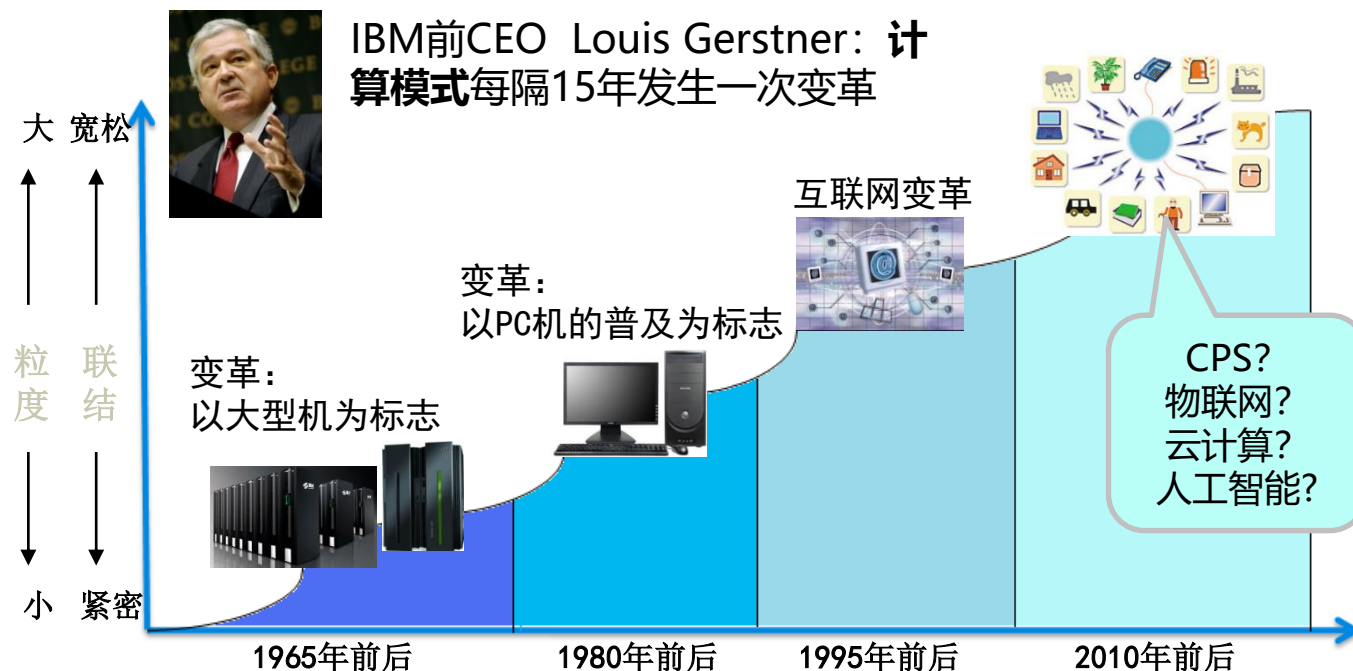 IBM前CEO Louis Gerstner：计
算模式每隔15年发生一次变革
大 宽松
互联网变革
变革：
以PC机的普及为标志
粒度 联结
变革：
以大型机为标志
CPS?
物联网?
云计算?
人工智能?
小 紧密
1965年前后 1980年前后 1995年前后 2010年前后